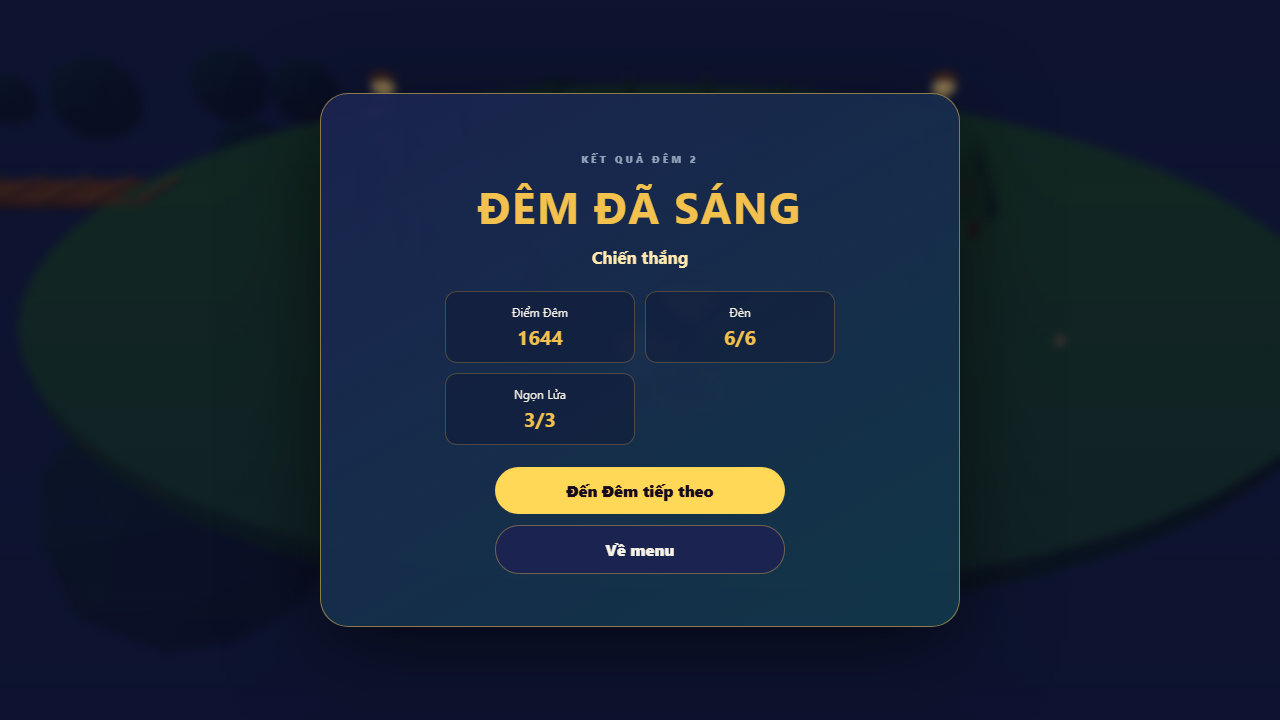 KẾT QUẢ ĐÊM 2
ĐÊM ĐÃ SÁNG
Chiến thắng
Điểm Đêm
1644
Đèn
6/6
Ngọn Lửa
3/3
Đến Đêm tiếp theo
Về menu